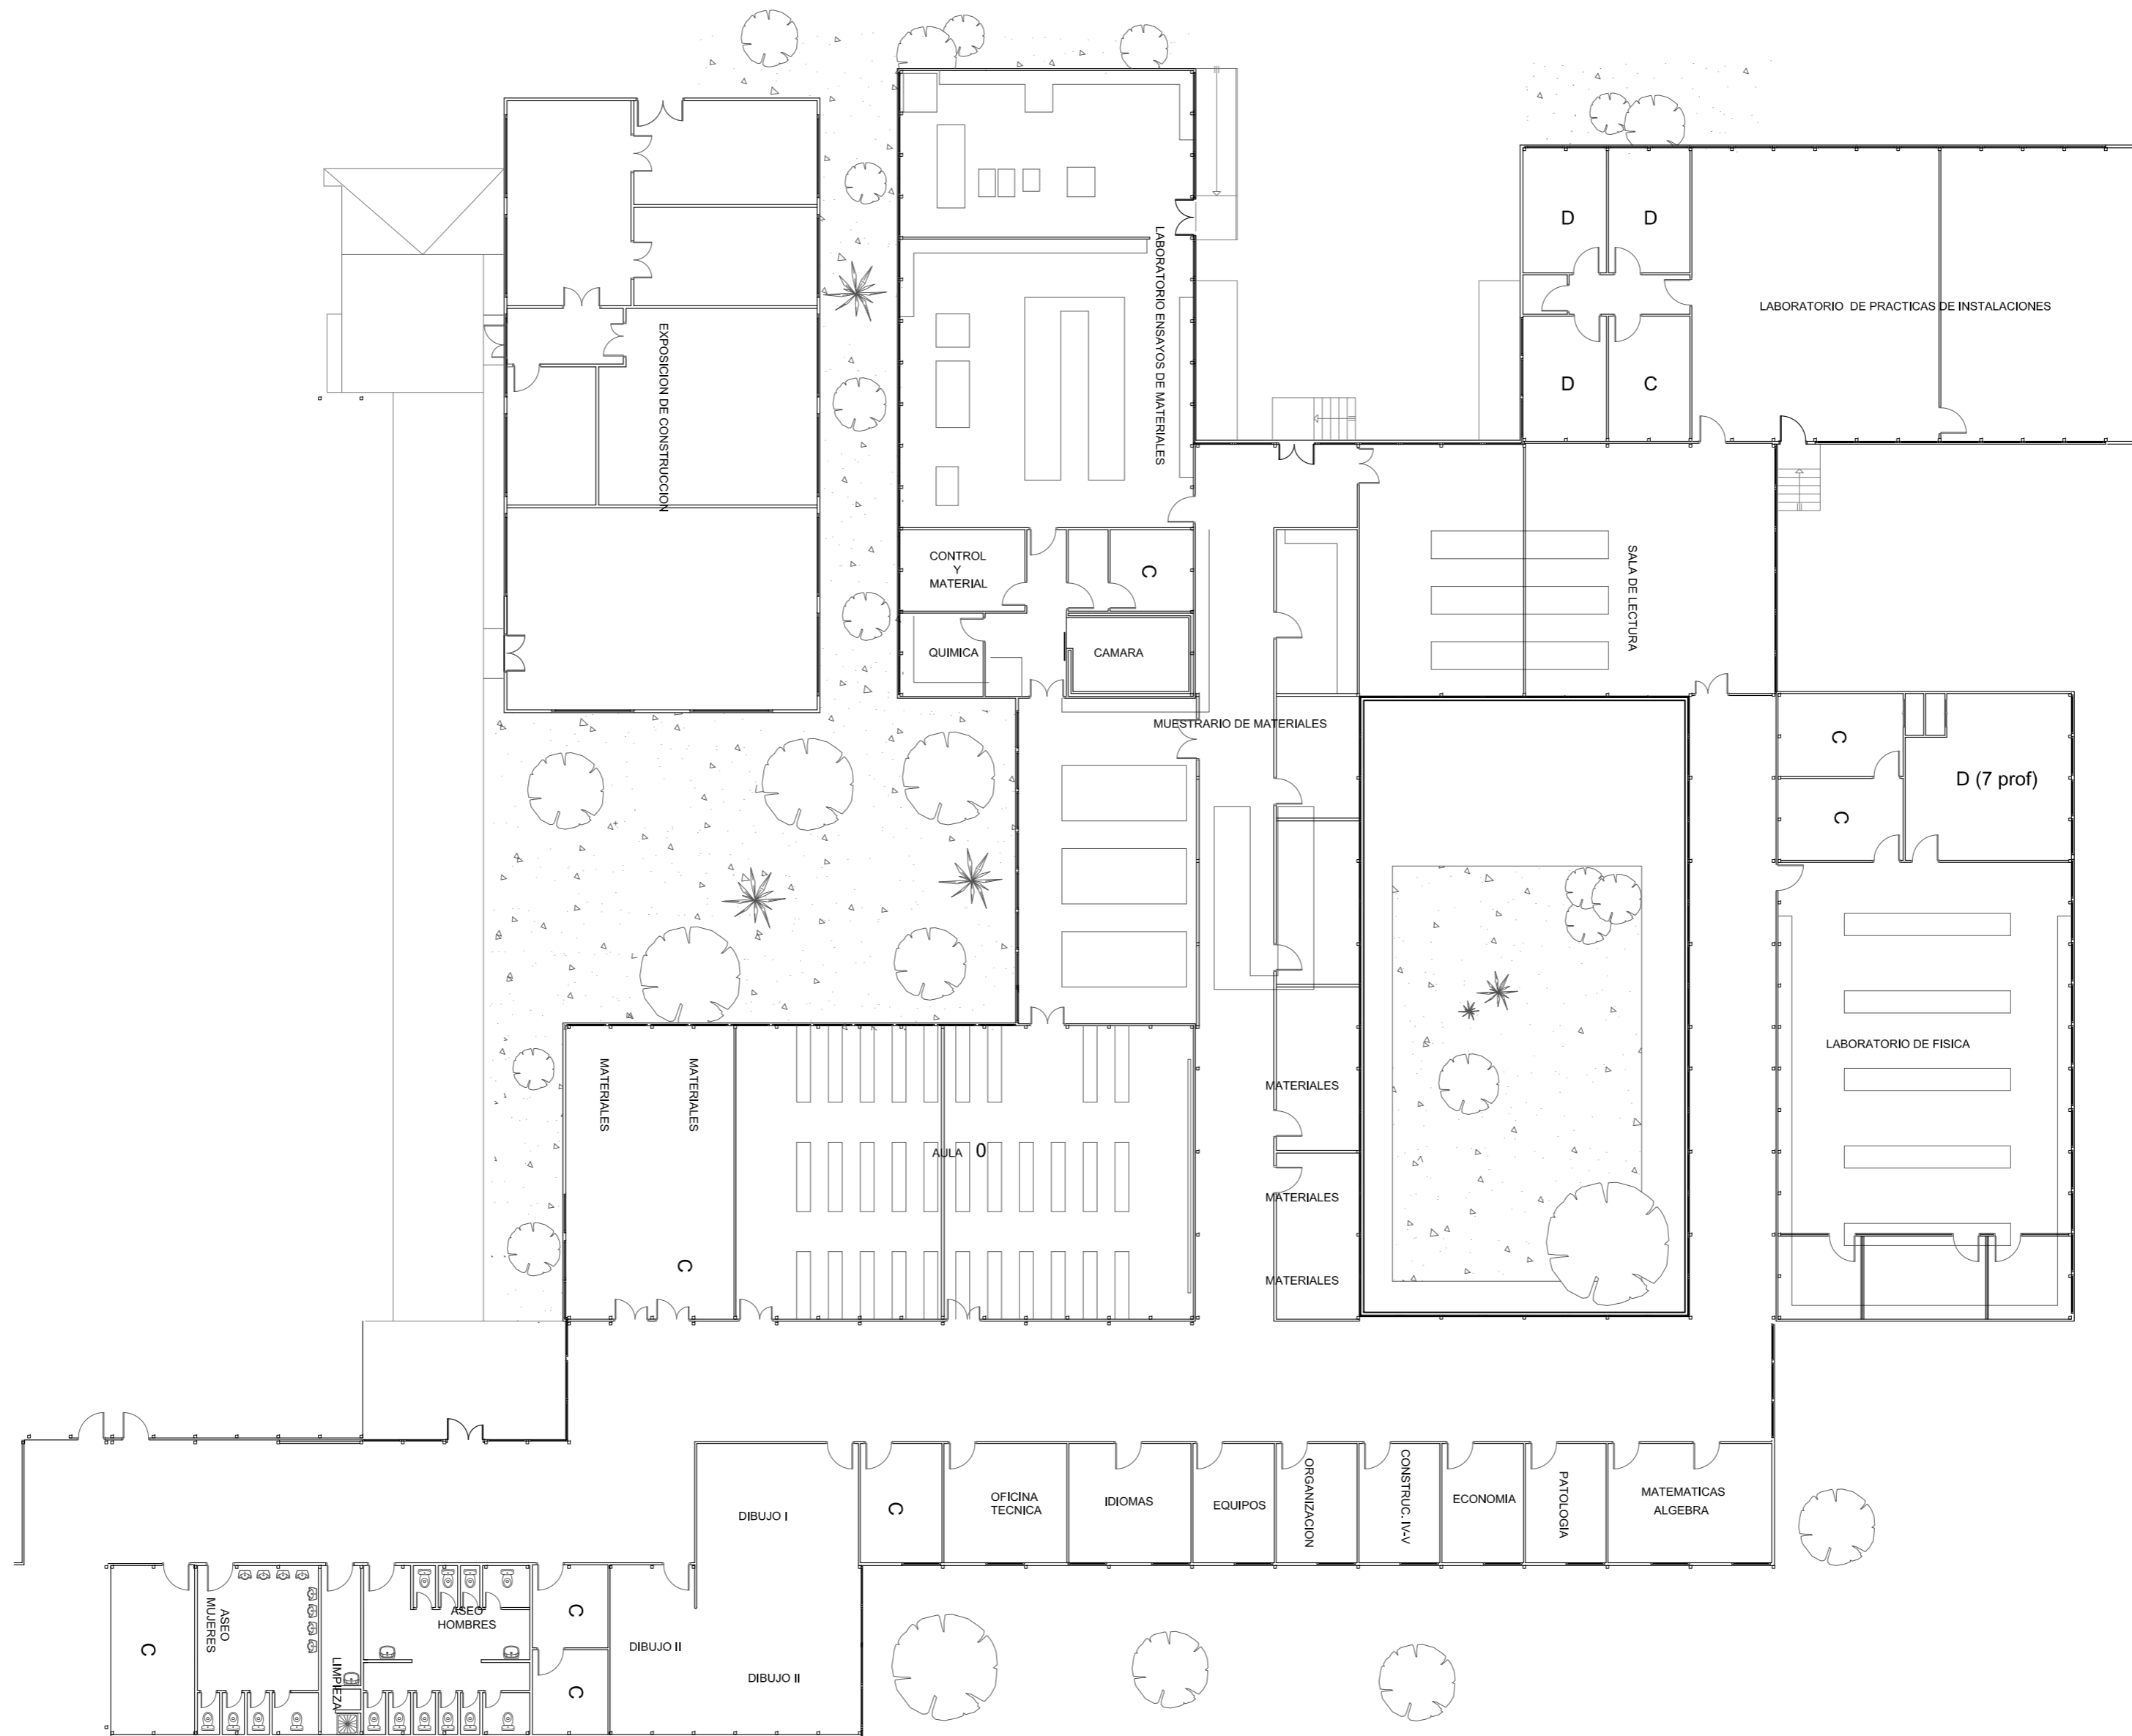 D
D
LABORATORIO DE PRACTICAS DE INSTALACIONES
D
C
LABORATORIO ENSAYOS DE MATERIALES
EXPOSICION DE CONSTRUCCION
CONTROL
Y
MATERIAL
C
SALA DE LECTURA
QUIMICA
CAMARA
MUESTRARIO DE MATERIALES
C
D (7 prof)
C
LABORATORIO DE FISICA
MATERIALES
MATERIALES
MATERIALES
AULA 0
MATERIALES
C
MATERIALES
DIBUJO I
C
OFICINA
TECNICA
IDIOMAS
EQUIPOS
ORGANIZACION
CONSTRUC. IV-V
ECONOMIA
PATOLOGIA
MATEMATICAS
ALGEBRA
C
ASEO
MUJERES
LIMPIEZA
ASEO
HOMBRES
C
C
DIBUJO II
DIBUJO II